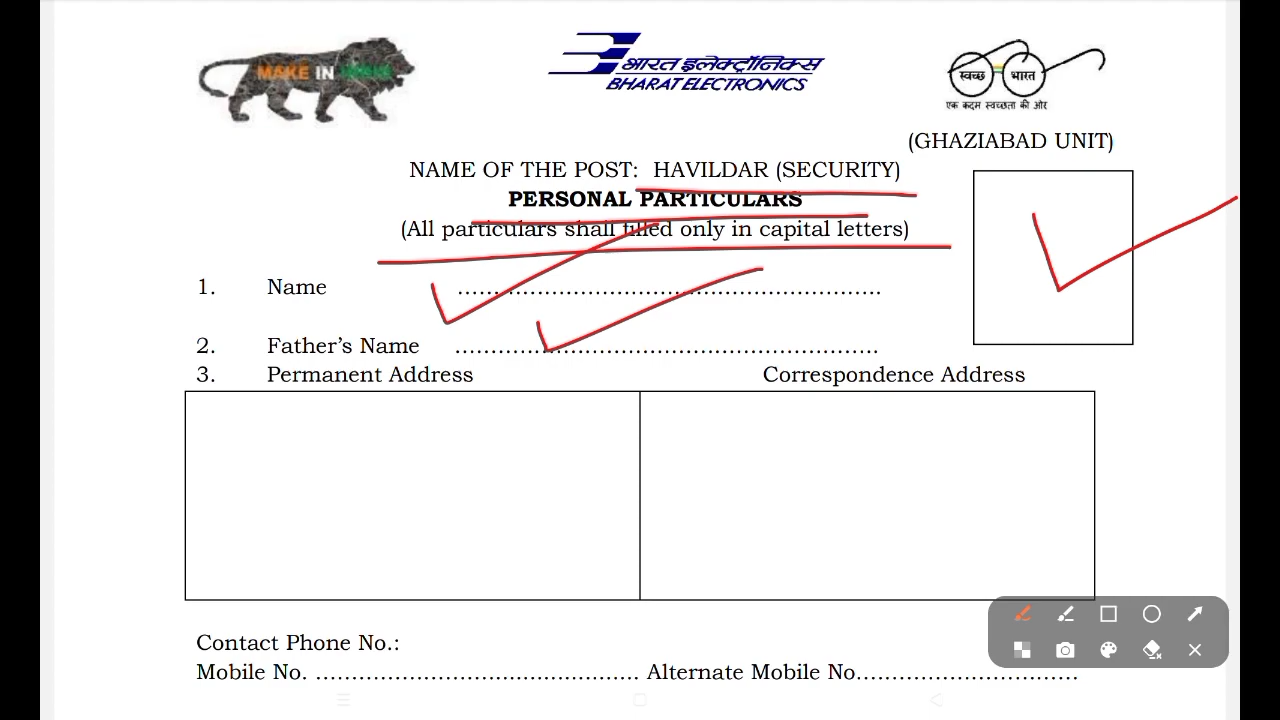 MAKE IN INDIA
भारत इलेक्ट्रॉनिक्स
BHARAT ELECTRONICS
स्वच्छ भारत
एक कदम स्वच्छता की ओर
(GHAZIABAD UNIT)
NAME OF THE POST: HAVILDAR (SECURITY)
PERSONAL PARTICULARS
(All particulars shall filled only in capital letters)
1. Name ............................................................
2. Father’s Name ............................................................
3. Permanent Address Correspondence Address
Contact Phone No.:
Mobile No. ............................................. Alternate Mobile No...............................